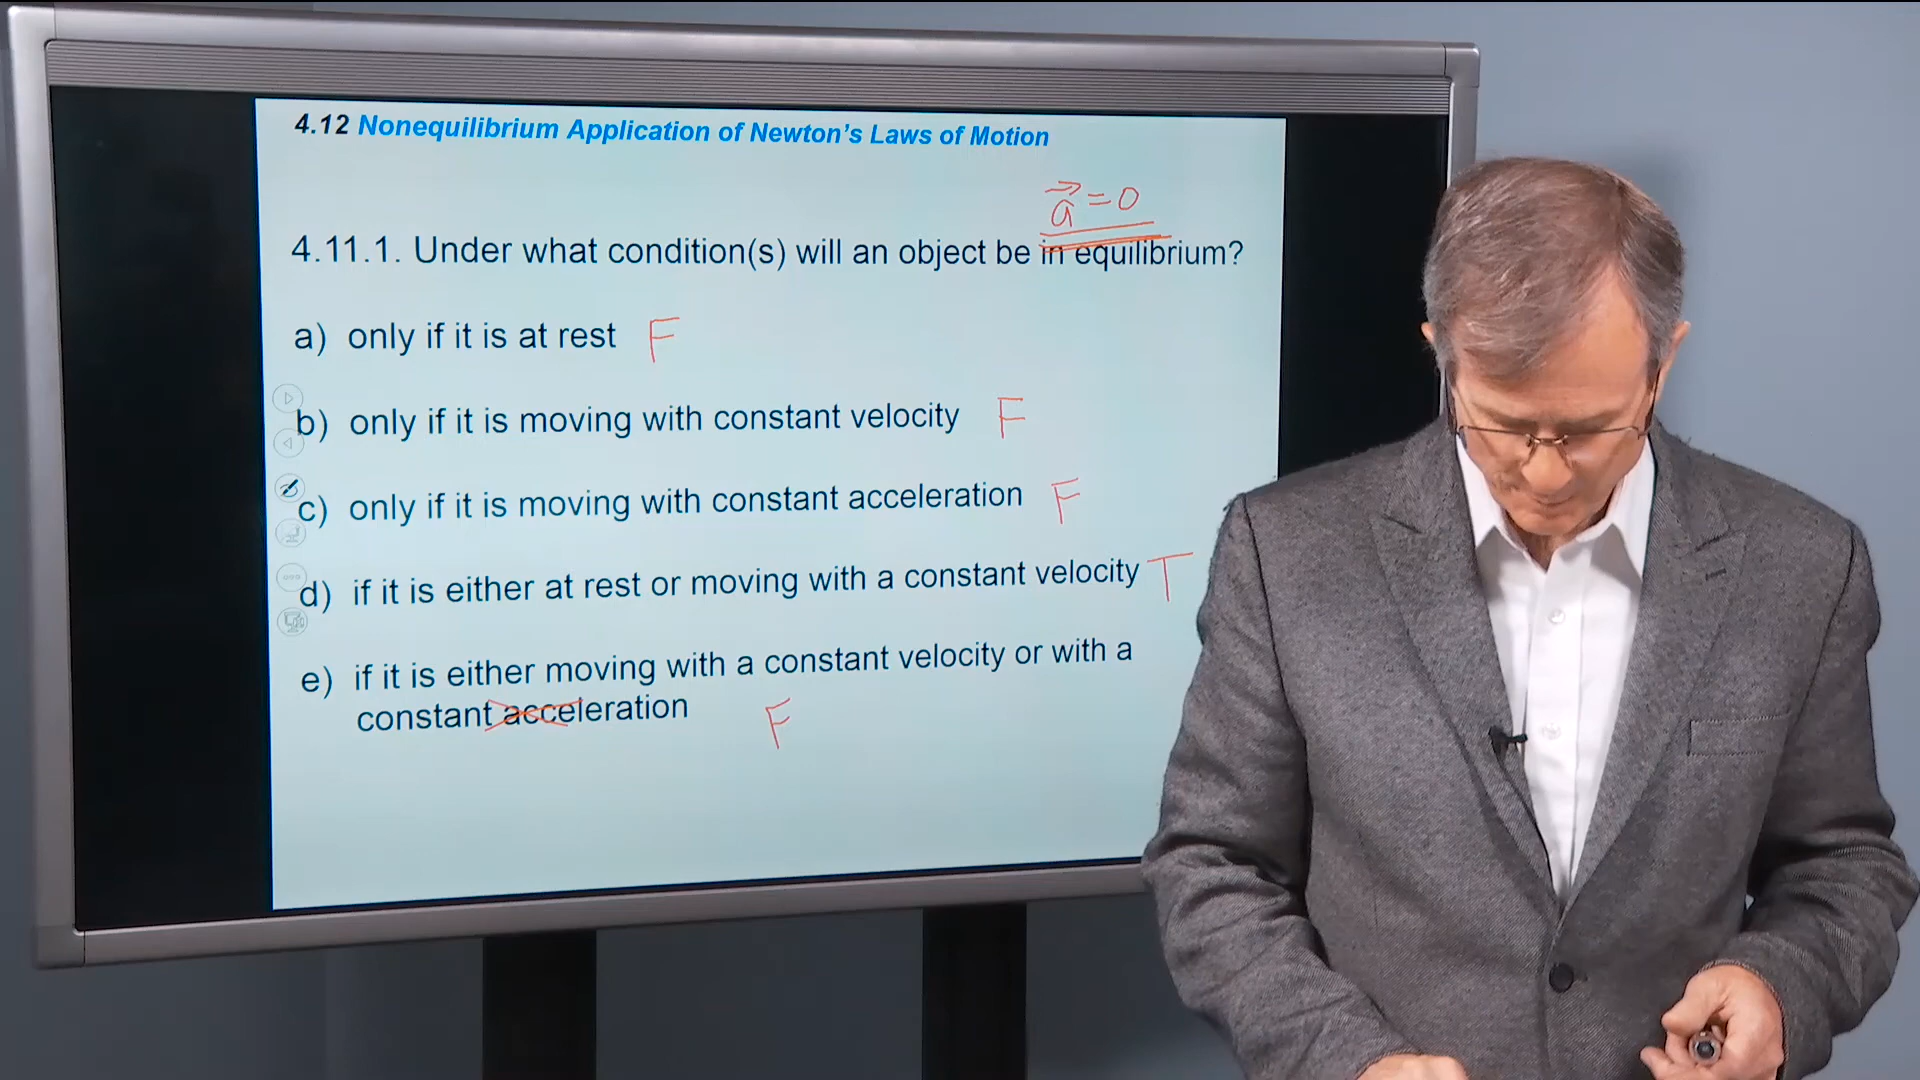 4.12 Nonequilibrium Application of Newton's Laws of Motion
a = 0
4.11.1. Under what condition(s) will an object be in equilibrium?
a) only if it is at rest F
b) only if it is moving with constant velocity F
c) only if it is moving with constant acceleration F
d) if it is either at rest or moving with a constant velocity T
e) if it is either moving with a constant velocity or with a
constant acceleration F